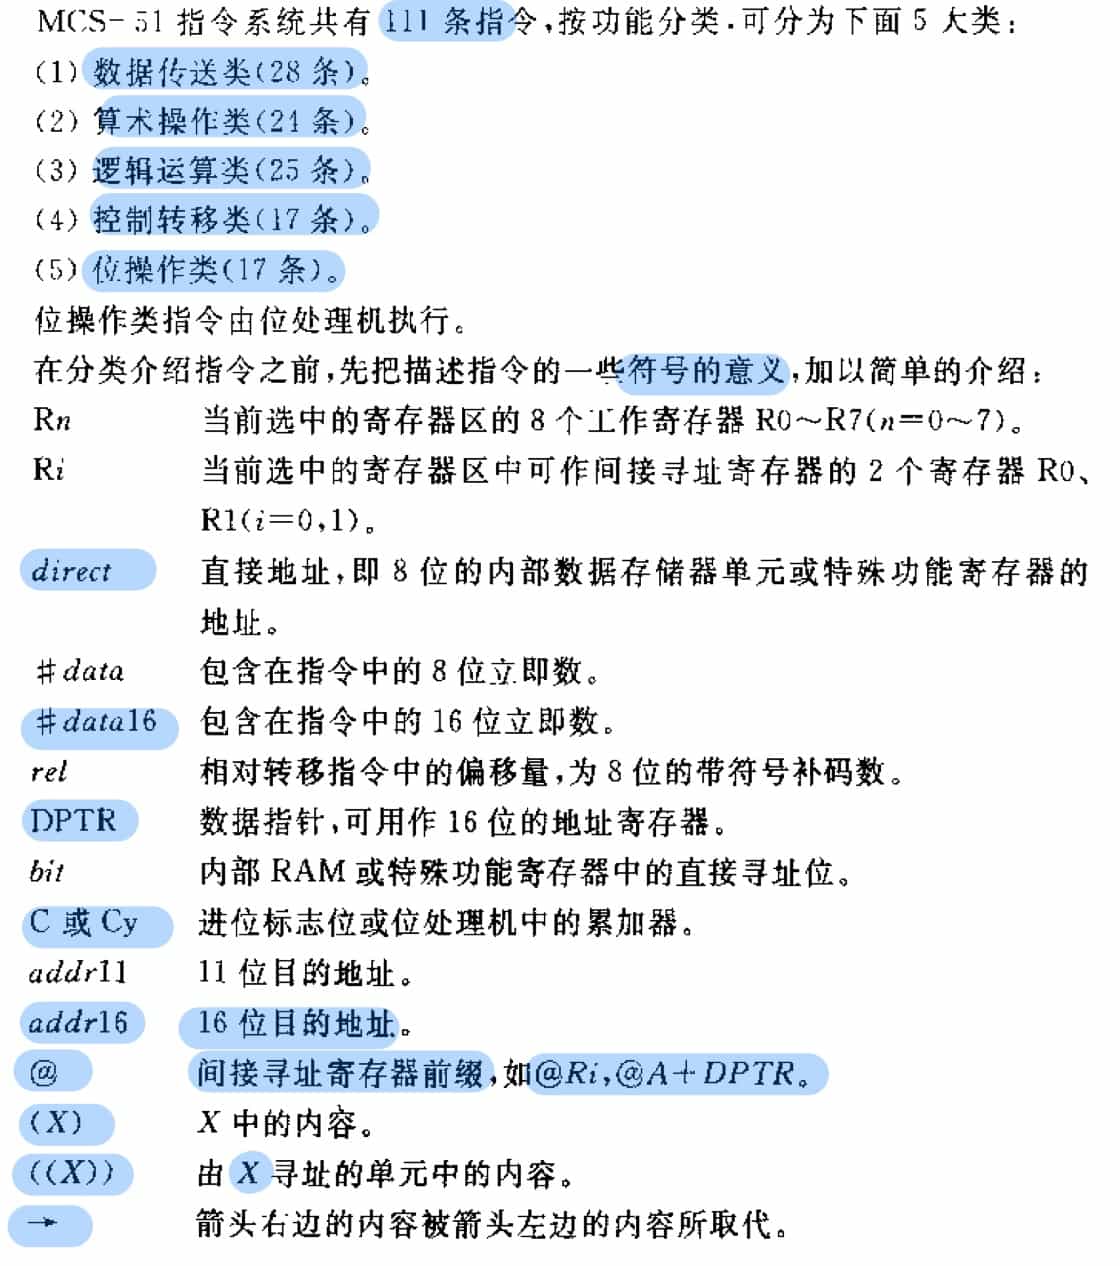 MCS-51 指令系统共有 111 条指令,按功能分类.可分为下面 5 大类:
(1) 数据传送类(28 条)。
(2) 算术操作类(24 条)。
(3) 逻辑运算类(25 条)。
(4) 控制转移类(17 条)。
(5) 位操作类(17 条)。
位操作类指令由位处理机执行。
在分类介绍指令之前,先把描述指令的一些符号的意义,加以简单的介绍:
Rn 当前选中的寄存器区的 8 个工作寄存器 R0~R7(n=0~7)。
Ri 当前选中的寄存器区中可作间接寻址寄存器的 2 个寄存器 R0、
R1(i=0,1)。
direct 直接地址,即 8 位的内部数据存储器单元或特殊功能寄存器的
地址。
#data 包含在指令中的 8 位立即数。
#data16 包含在指令中的 16 位立即数。
rel 相对转移指令中的偏移量,为 8 位的带符号补码数。
DPTR 数据指针,可用作 16 位的地址寄存器。
bit 内部 RAM 或特殊功能寄存器中的直接寻址位。
C 或 Cy 进位标志位或位处理机中的累加器。
addr11 11 位目的地址。
addr16 16 位目的地址。
@ 间接寻址寄存器前缀,如@Ri,@A+DPTR。
(X) X 中的内容。
((X)) 由 X 寻址的单元中的内容。
→ 箭头右边的内容被箭头左边的内容所取代。